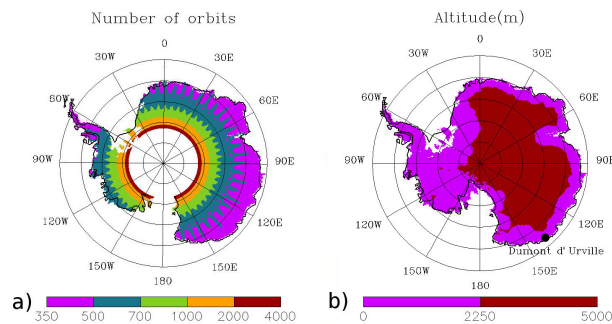 Number of orbits
0
30W
30E
60W
60E
90W
90E
120W
120E
150W
150E
180
a)
350 500 700 1000 2000 4000
Altitude(m)
0
30W
30E
60W
60E
90W
90E
120W
120E
Dumont d'Urville
150W
150E
180
b)
0 2250 5000